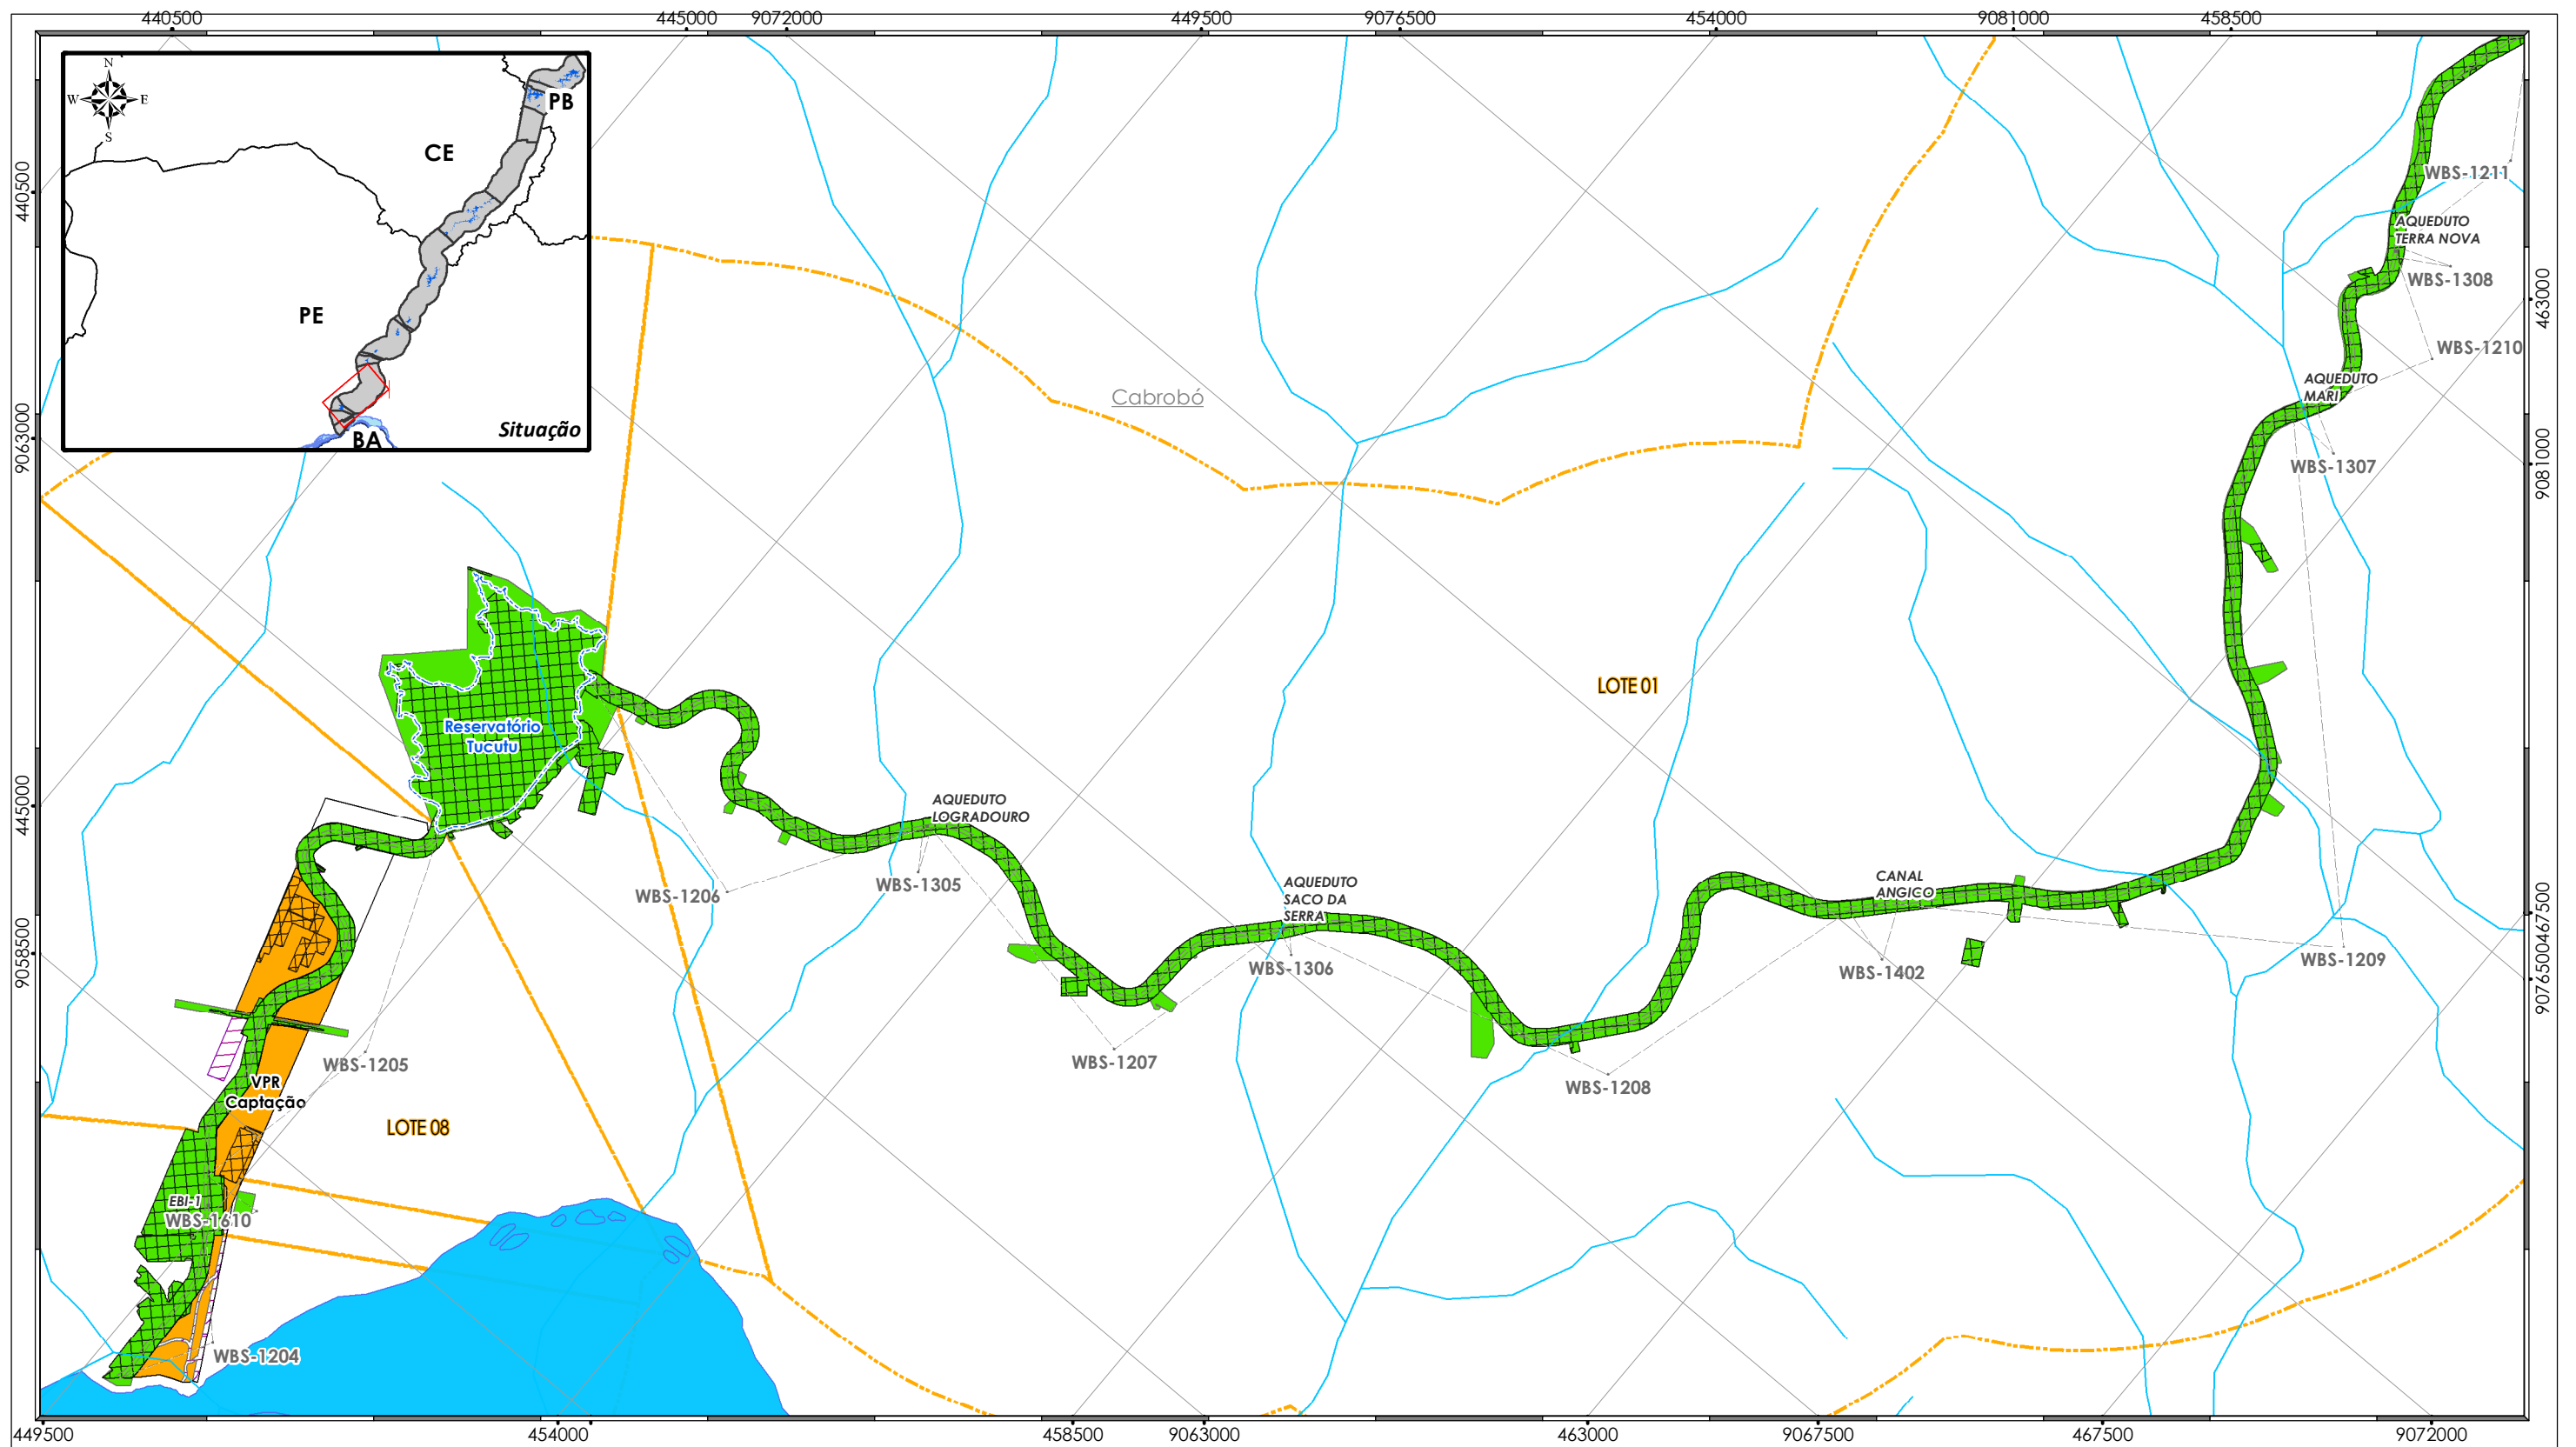 440500
445000
9072000
449500
9076500
454000
9081000
458500
N
W
E
S
PB
CE
PE
BA
Situação
440500
9063000
445000
9058500
463000
9081000
467500
9076500
WBS-1211
AQUEDUTO
TERRA NOVA
WBS-1308
WBS-1210
AQUEDUTO
MARI
WBS-1307
Cabrobó
LOTE 01
Reservatório
Tucutu
AQUEDUTO
LOGRADOURO
WBS-1305
WBS-1206
AQUEDUTO
SACO DA
SERRA
WBS-1306
CANAL
ANGICO
WBS-1402
WBS-1209
WBS-1205
WBS-1207
WBS-1208
VPR
Captação
LOTE 08
EBI-1
WBS-1610
WBS-1204
449500
454000
458500
9063000
463000
9067500
467500
9072000